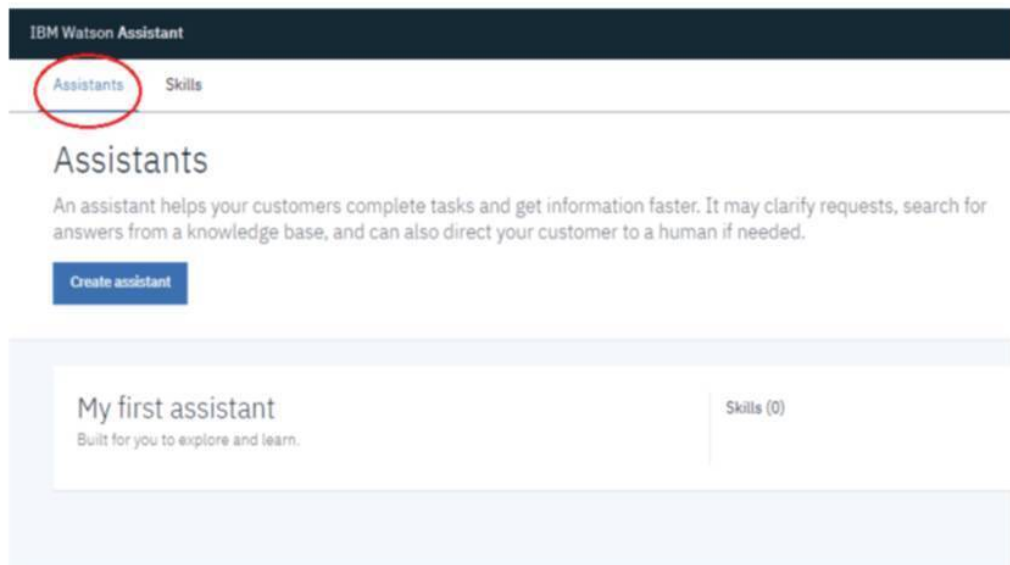 IBM Watson Assistant
Assistants Skills
Assistants
An assistant helps your customers complete tasks and get information faster. It may clarify requests, search for
answers from a knowledge base, and can also direct your customer to a human if needed.
Create assistant
My first assistant
Skills (0)
Built for you to explore and learn.